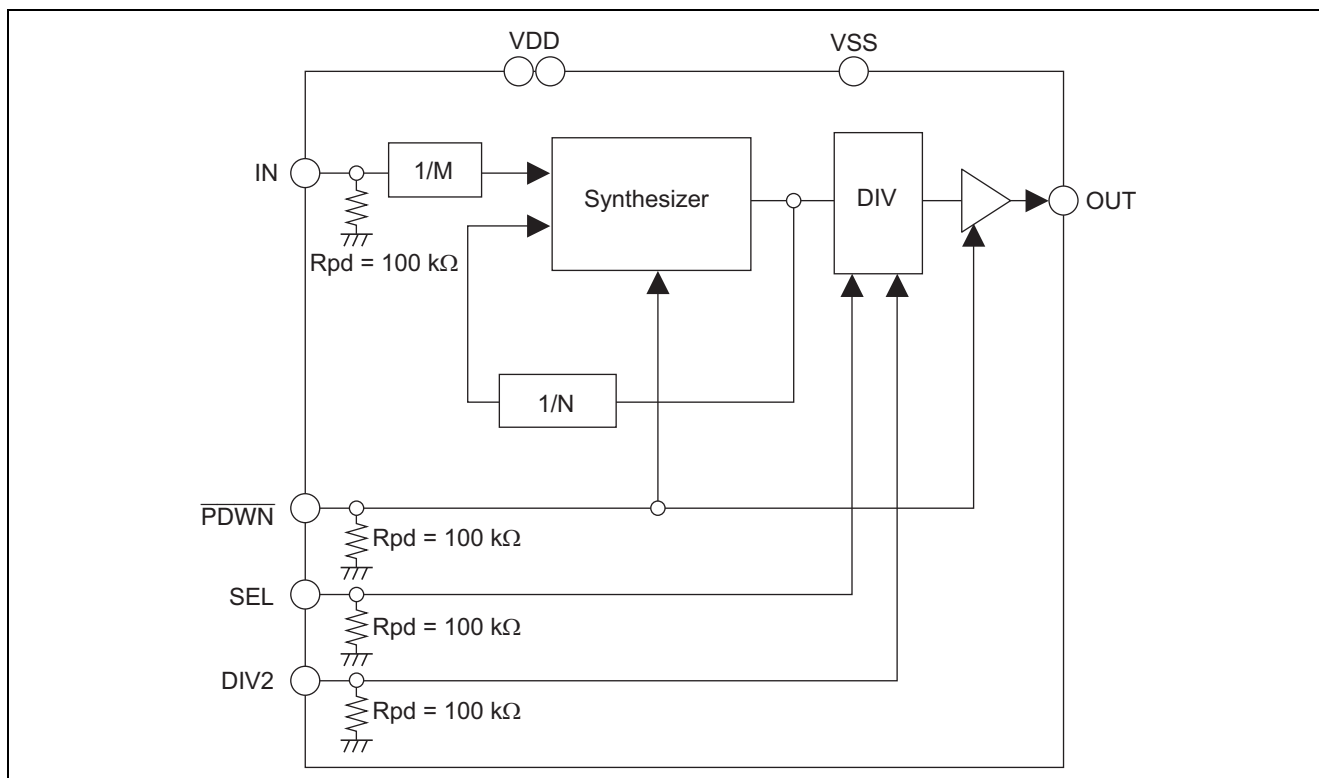 VDD
VSS
IN
1/M
Synthesizer
DIV
OUT
Rpd = 100 kΩ
1/N
PDWN
Rpd = 100 kΩ
SEL
Rpd = 100 kΩ
DIV2
Rpd = 100 kΩ